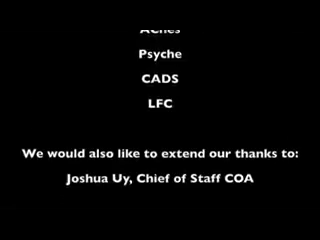 Psyche
CADS
LFC
We would also like to extend our thanks to:
Joshua Uy, Chief of Staff COA